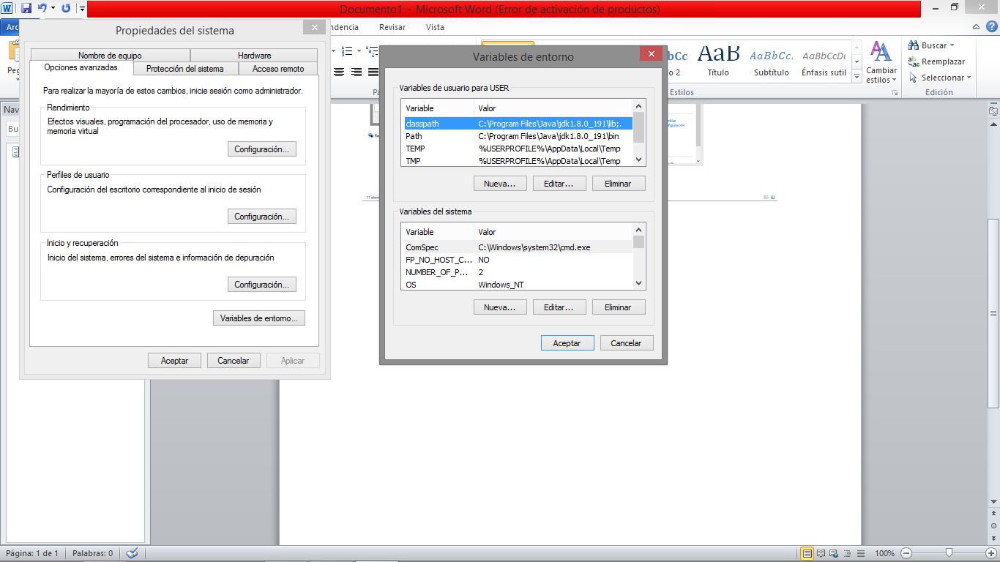 Documento1 - Microsoft Word (Error de activación de productos)
Arc
ndencia
Revisar
Vista
Propiedades del sistema
Nombre de equipo
Hardware
Opciones avanzadas
Protección del sistema
Acceso remoto
Para realizar la mayoría de estos cambios, inicie sesión como administrador.
Rendimiento
Efectos visuales, programación del procesador, uso de memoria y
memoria virtual
Configuración...
Perfiles de usuario
Configuración del escritorio correspondiente al inicio de sesión
Configuración...
Inicio y recuperación
Inicio del sistema, errores del sistema e información de depuración
Configuración...
Variables de entorno...
Aceptar
Cancelar
Aplicar
Peg
Nav
Bu
Variables de entorno
Variables de usuario para USER
Variable Valor
classpath C:\Program Files\Java\jdk1.8.0_191\lib;.
Path C:\Program Files\Java\jdk1.8.0_191\bin
TEMP %USERPROFILE%\AppData\Local\Temp
TMP %USERPROFILE%\AppData\Local\Temp
Nueva...
Editar...
Eliminar
Variables del sistema
Variable Valor
ComSpec C:\Windows\system32\cmd.exe
FP_NO_HOST_C... NO
NUMBER_OF_P... 2
OS Windows_NT
Nueva...
Editar...
Eliminar
Aceptar
Cancelar
Pa
bCc
AaB
AaBbCc.
AaBbCcDc
lo 2
Título
Subtítulo
Énfasis sutil
Cambiar
estilos
Estilos
Buscar
Reemplazar
Seleccionar
Edición
Re
11 elem
Página: 1 de 1
Palabras: 0
100%